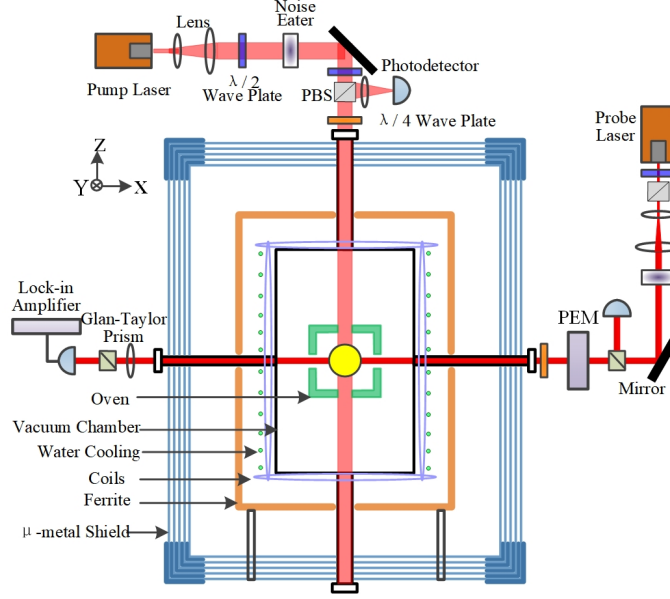 Noise
Eater
Lens
Pump Laser
λ / 2
Wave Plate
PBS
Photodetector
λ / 4 Wave Plate
Probe
Laser
Z
Y
X
Lock-in
Amplifier
Glan-Taylor
Prism
PEM
Mirror
Oven
Vacuum Chamber
Water Cooling
Coils
Ferrite
μ -metal Shield